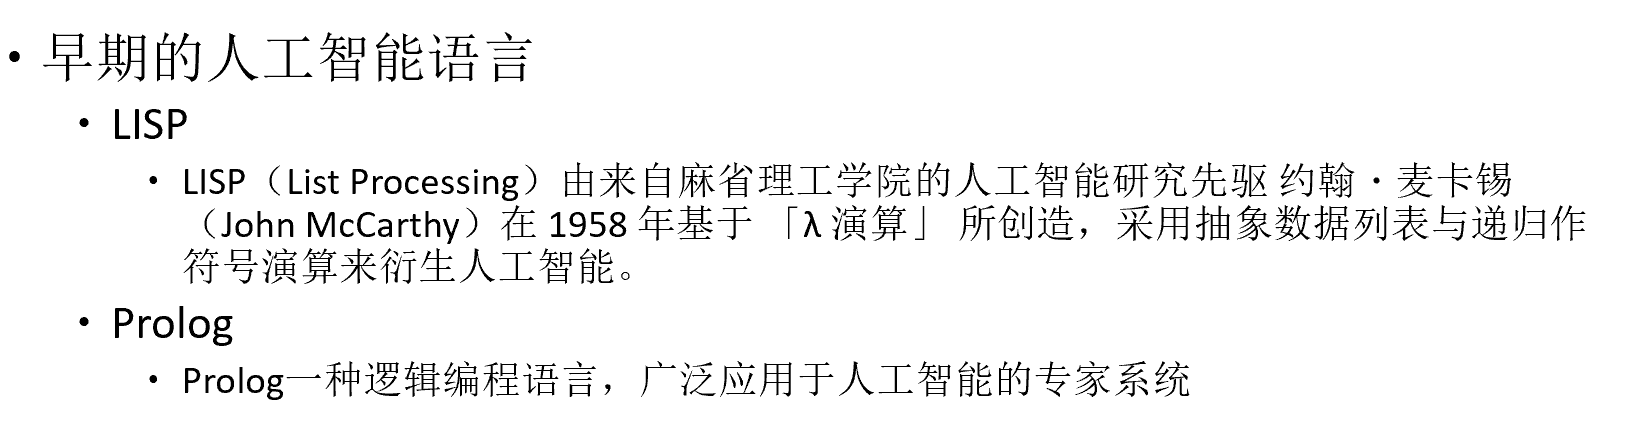 • 早期的人工智能语言
• LISP
• LISP（List Processing）由来自麻省理工学院的人工智能研究先驱 约翰・麦卡锡
（John McCarthy）在 1958 年基于 「λ 演算」 所创造，采用抽象数据列表与递归作
符号演算来衍生人工智能。
• Prolog
• Prolog一种逻辑编程语言，广泛应用于人工智能的专家系统